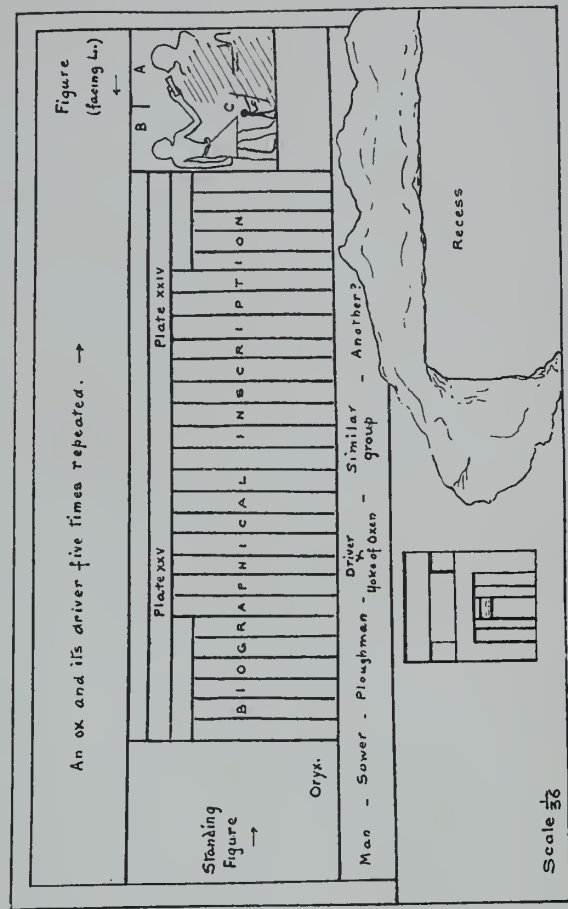 An ox and its driver five times repeated. →
Figure
(facing L.)
←
Plate XXV
Plate XXIV
B
A
C
BIOGRAPHICAL INSCRIPTION
Standing
Figure
→
Oryx.
Man - Sower - Ploughman - Driver & Yoke of Oxen - Similar group - Another?
Recess
Scale 1/36